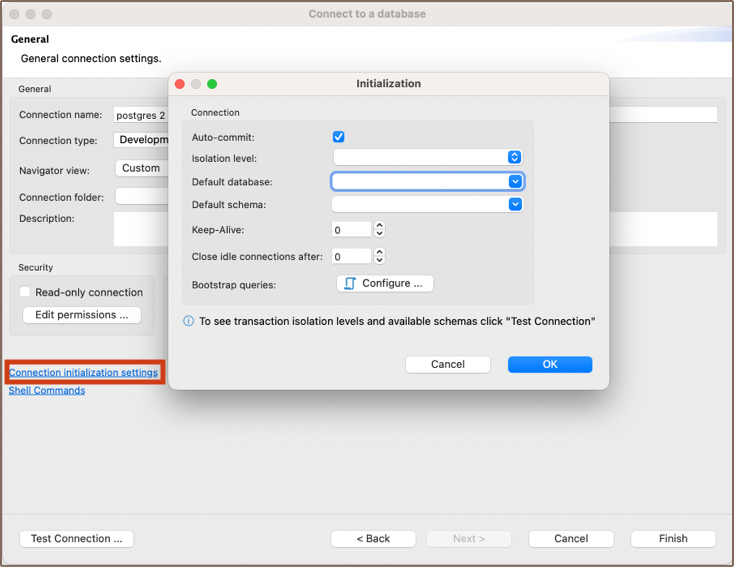 Connect to a database
General
General connection settings.
General
Connection name: postgres 2
Connection type: Developm
Navigator view: Custom
Connection folder:
Description:
Security
Read-only connection
Edit permissions ...
Connection initialization settings
Shell Commands
Initialization
Connection
Auto-commit:
Isolation level:
Default database:
Default schema:
Keep-Alive: 0
Close idle connections after: 0
Bootstrap queries: Configure ...
To see transaction isolation levels and available schemas click "Test Connection"
Cancel OK
Test Connection ... < Back Next > Cancel Finish